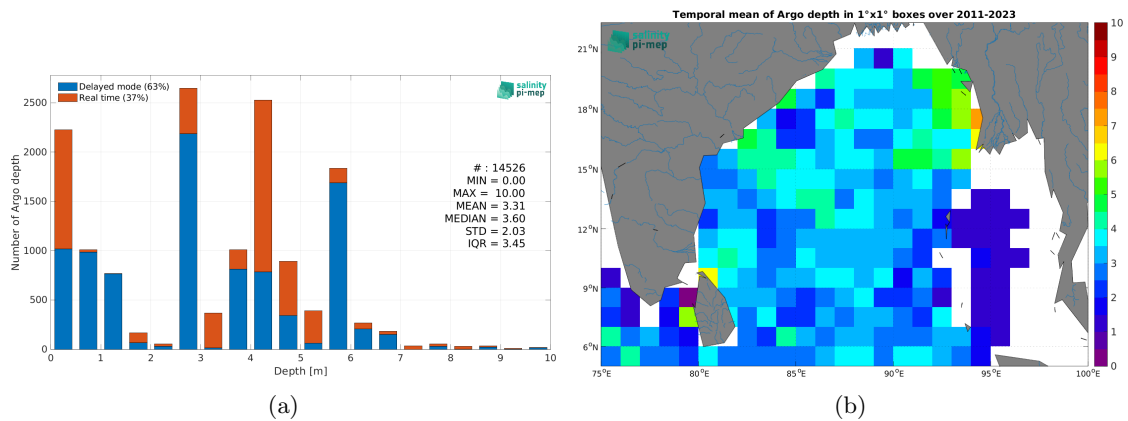 Temporal mean of Argo depth in 1°x1° boxes over 2011-2023
Delayed mode (63%)
Real time (37%)
salinity
pi-mep
# : 14526
MIN = 0.00
MAX = 10.00
MEAN = 3.31
MEDIAN = 3.60
STD = 2.03
IQR = 3.45
Number of Argo depth
2500
2000
1500
1000
500
0
0 1 2 3 4 5 6 7 8 9 10
Depth [m]
(a)
salinity
pi-mep
21°N
18°N
15°N
12°N
9°N
6°N
75°E 80°E 85°E 90°E 95°E 100°E
10
9
8
7
6
5
4
3
2
1
0
(b)